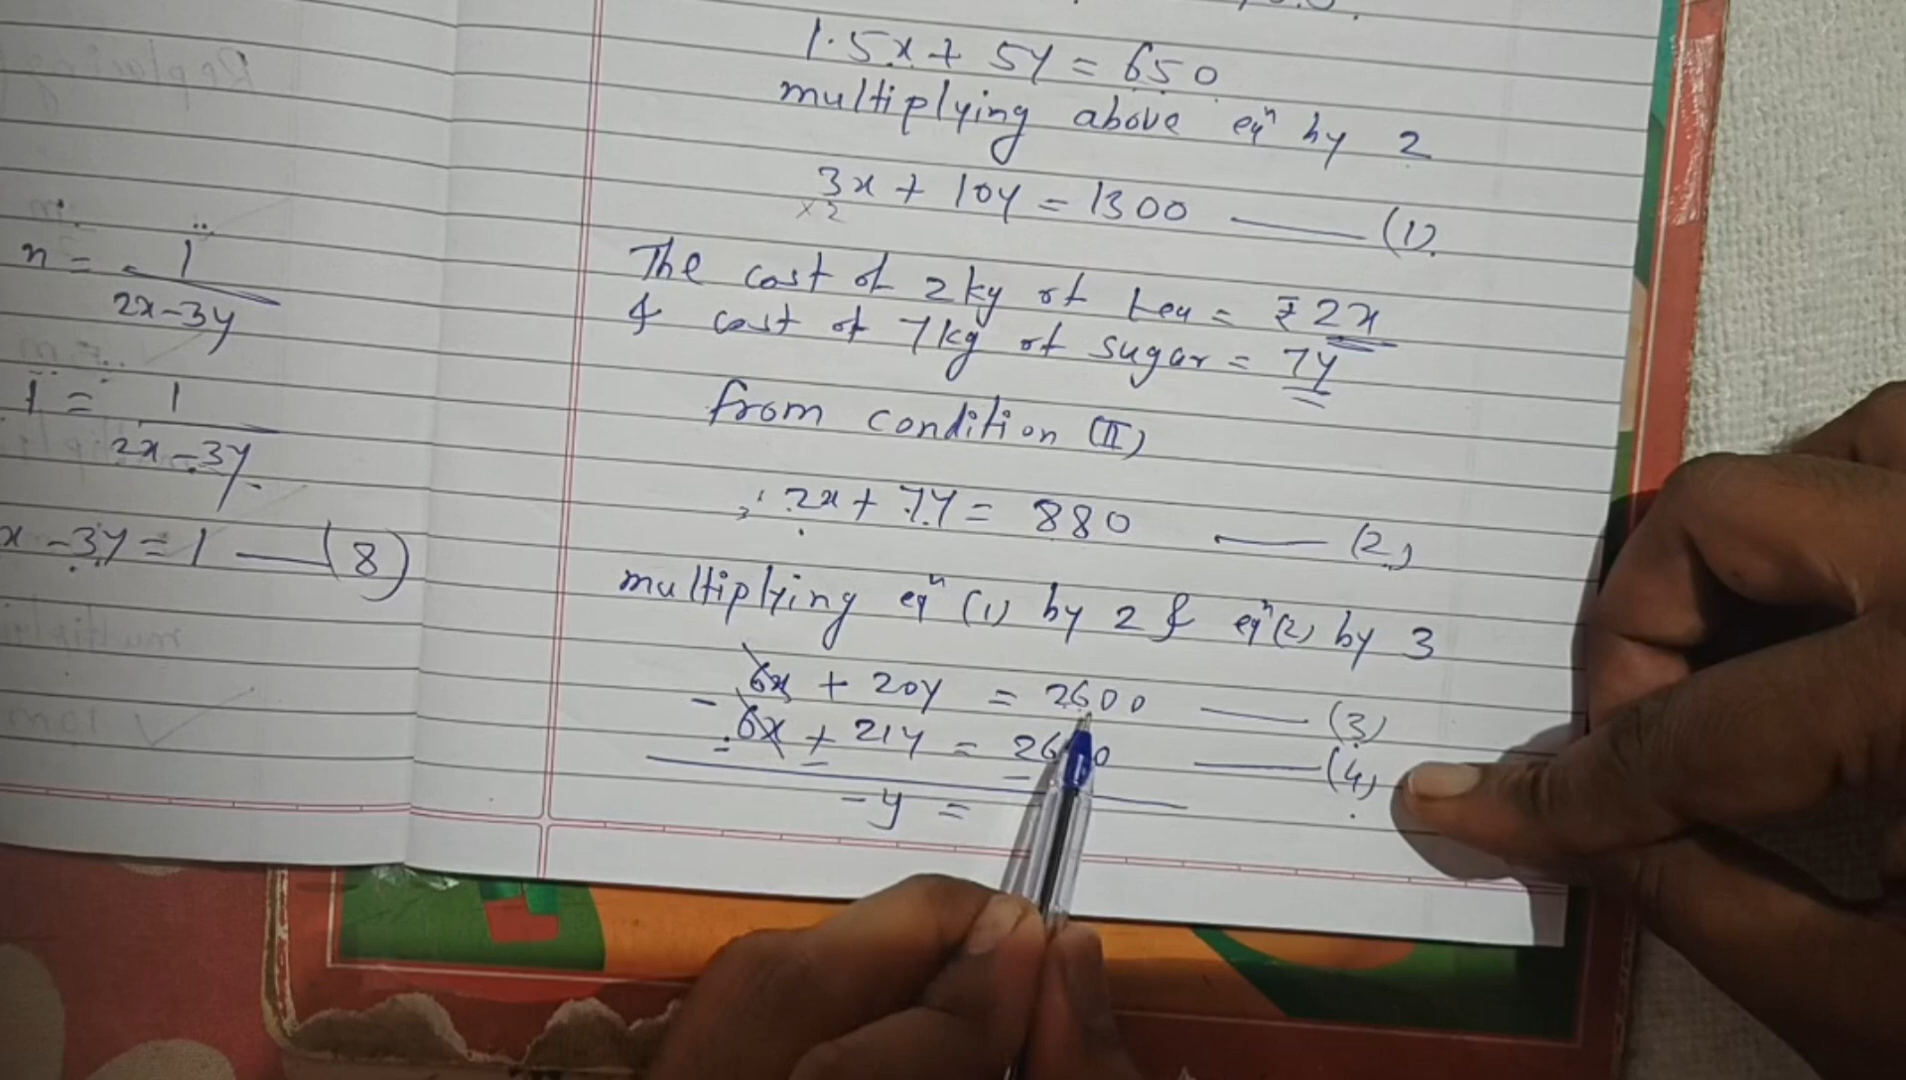 n = 1
2x-3y
1 = 1
2x-3y
x-3y=1 — (8)
1.5x + 5y = 650
multiplying above eqⁿ by 2
3x + 10y = 1300 — (1)
×2
The cost of 2kg of tea = ₹2x
& cost of 7kg of sugar = 7y
from condition (II)
2x + 7y = 880 — (2)
multiplying eqⁿ (1) by 2 & eqⁿ(2) by 3
6x + 20y = 2600 — (3)
- 6x + 21y = — (4)
-y =